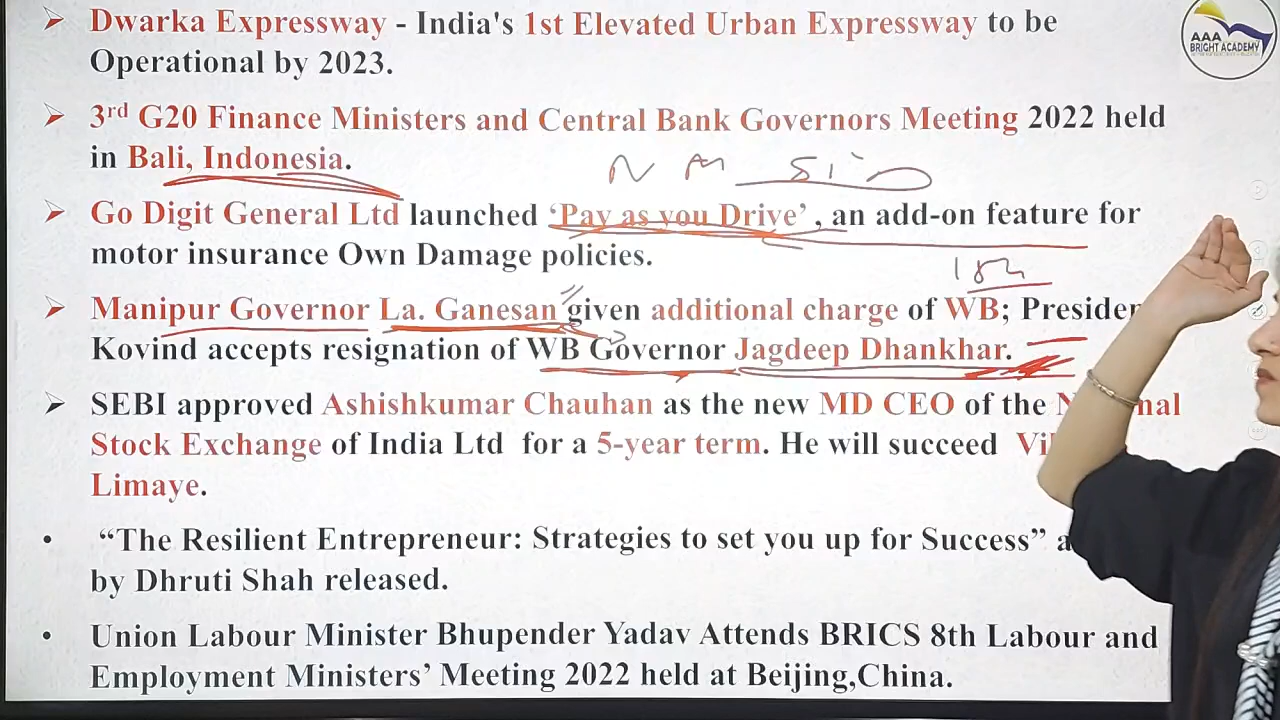 Dwarka Expressway - India's 1st Elevated Urban Expressway to be
Operational by 2023.
AAA
BRIGHT ACADEMY
3rd G20 Finance Ministers and Central Bank Governors Meeting 2022 held
in Bali, Indonesia.
N M
Go Digit General Ltd launched ‘Pay as you Drive’ , an add-on feature for
motor insurance Own Damage policies.
Manipur Governor La. Ganesan given additional charge of WB;
Kovind accepts resignation of WB Governor Jagdeep Dhankhar.
SEBI approved Ashishkumar Chauhan as the new MD CEO of the
Stock Exchange of India Ltd for a 5-year term. He will succeed
Limaye.
“The Resilient Entrepreneur: Strategies to set you up for Success”
by Dhruti Shah released.
Union Labour Minister Bhupender Yadav Attends BRICS 8th Labour and
Employment Ministers’ Meeting 2022 held at Beijing,China.